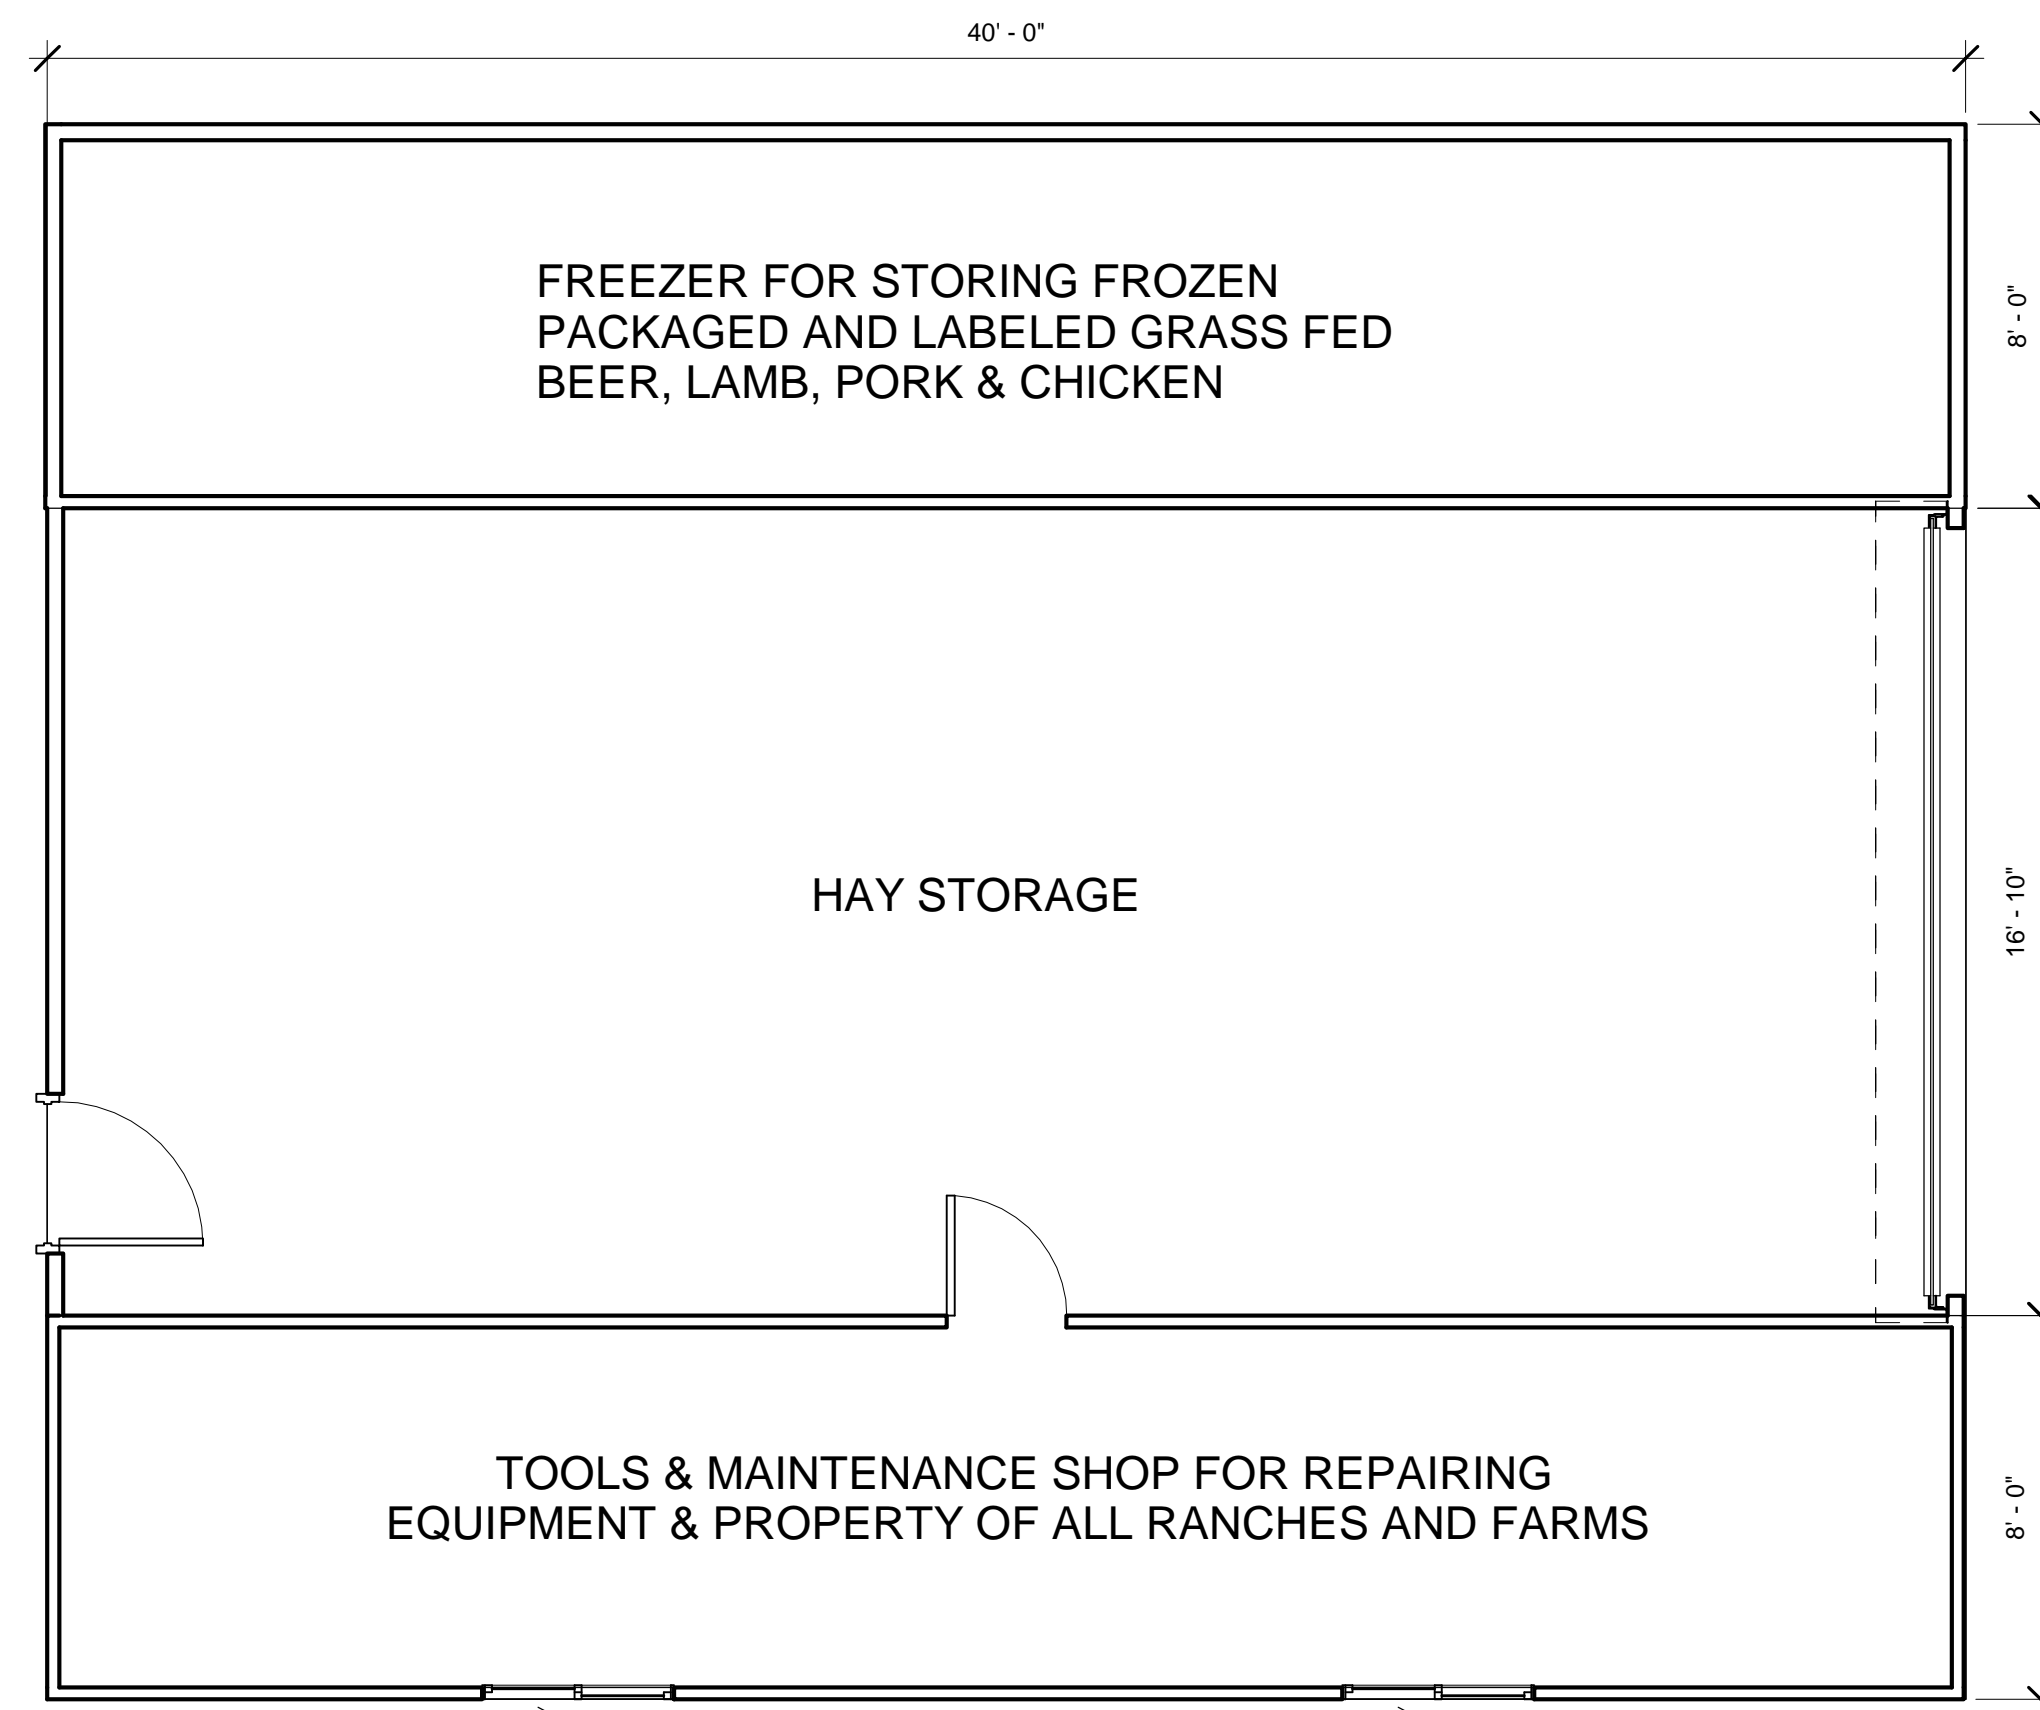 40' - 0"
FREEZER FOR STORING FROZEN
PACKAGED AND LABELED GRASS FED
BEER, LAMB, PORK & CHICKEN
8' - 0"
HAY STORAGE
16' - 10"
TOOLS & MAINTENANCE SHOP FOR REPAIRING
EQUIPMENT & PROPERTY OF ALL RANCHES AND FARMS
8' - 0"